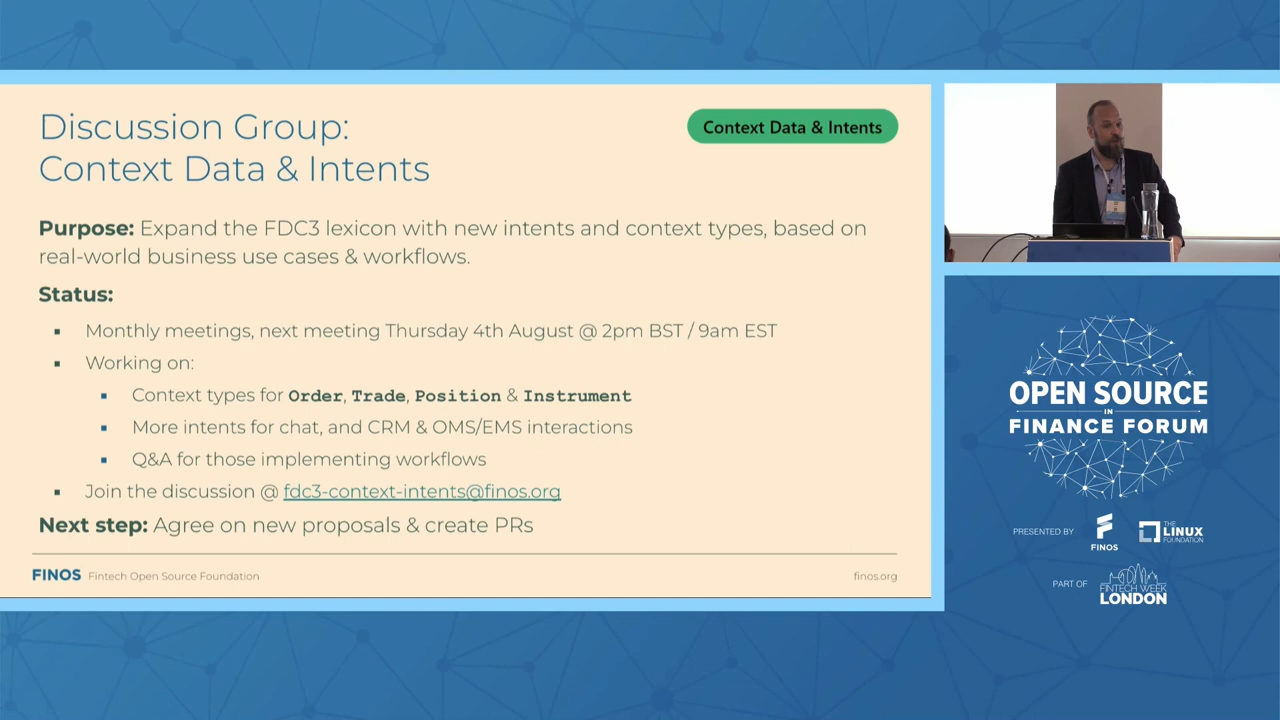 Discussion Group:
Context Data & Intents
Context Data & Intents
Purpose: Expand the FDC3 lexicon with new intents and context types, based on
real-world business use cases & workflows.
Status:
Monthly meetings, next meeting Thursday 4th August @ 2pm BST / 9am EST
Working on:
Context types for Order, Trade, Position & Instrument
More intents for chat, and CRM & OMS/EMS interactions
Q&A for those implementing workflows
Join the discussion @ fdc3-context-intents@finos.org
Next step: Agree on new proposals & create PRs
FINOS Fintech Open Source Foundation
finos.org
OPEN SOURCE
IN
FINANCE FORUM
PRESENTED BY
FINOS
THE
LINUX
FOUNDATION
PART OF
FINTECH WEEK
LONDON